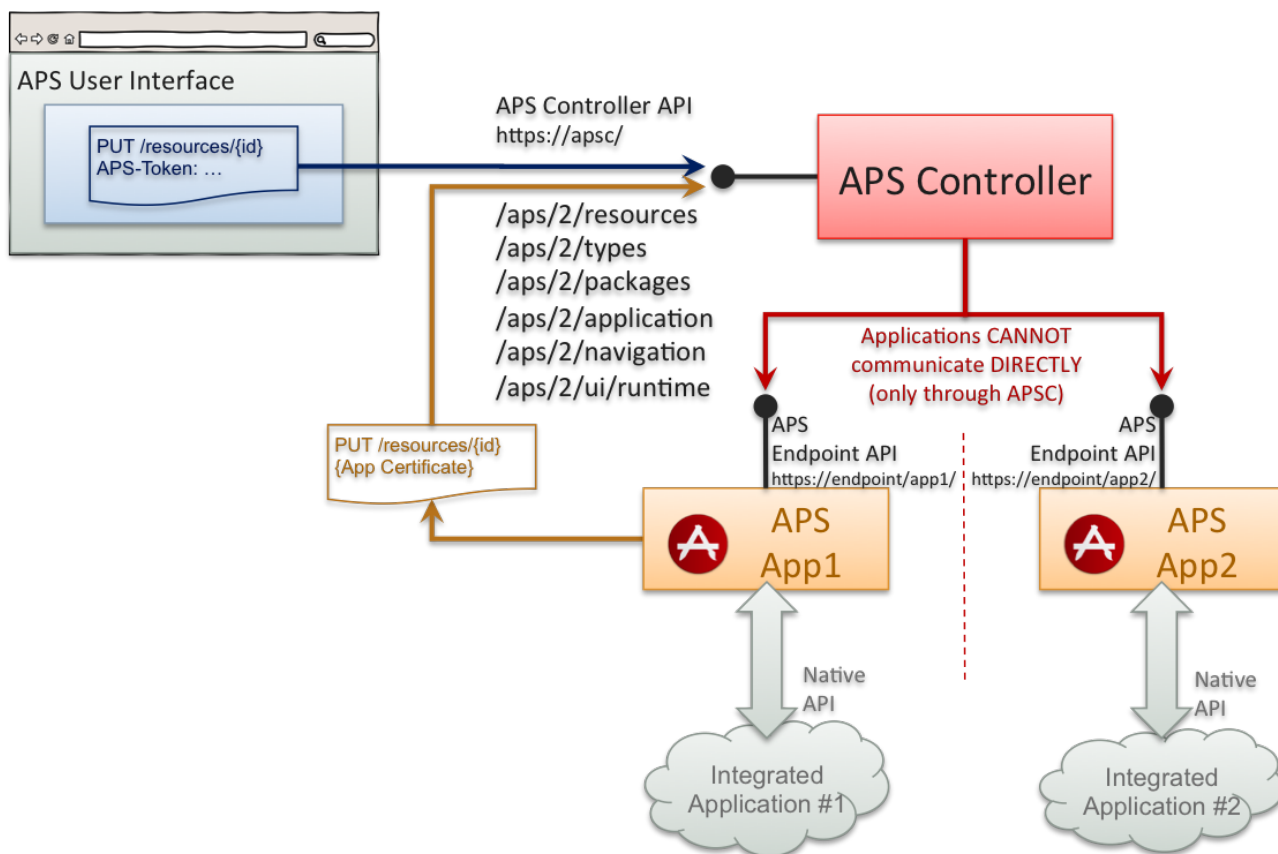 APS User Interface
PUT /resources/{id}
APS-Token: …
APS Controller API
https://apsc/
APS Controller
/aps/2/resources
/aps/2/types
/aps/2/packages
/aps/2/application
/aps/2/navigation
/aps/2/ui/runtime
Applications CANNOT
communicate DIRECTLY
(only through APSC)
PUT /resources/{id}
{App Certificate}
APS
Endpoint API
https://endpoint/app1/
APS
Endpoint API
https://endpoint/app2/
APS
App1
APS
App2
Native
API
Native
API
Integrated
Application #1
Integrated
Application #2